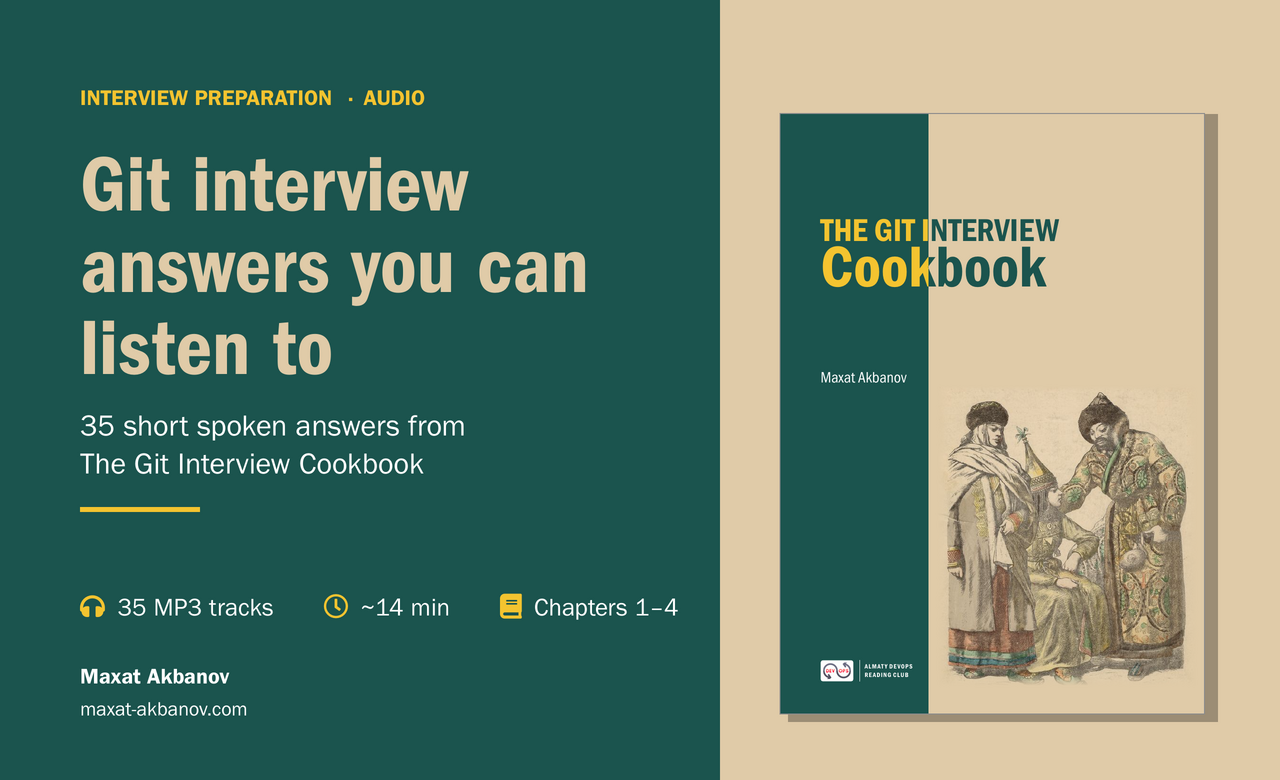 INTERVIEW PREPARATION · AUDIO
Git interview
answers you can
listen to
35 short spoken answers from
The Git Interview Cookbook
35 MP3 tracks
~14 min
Chapters 1–4
Maxat Akbanov
maxat-akbanov.com
THE GIT INTERVIEW
Cookbook
Maxat Akbanov
DEV OPS
ALMATY DEVOPS
READING CLUB